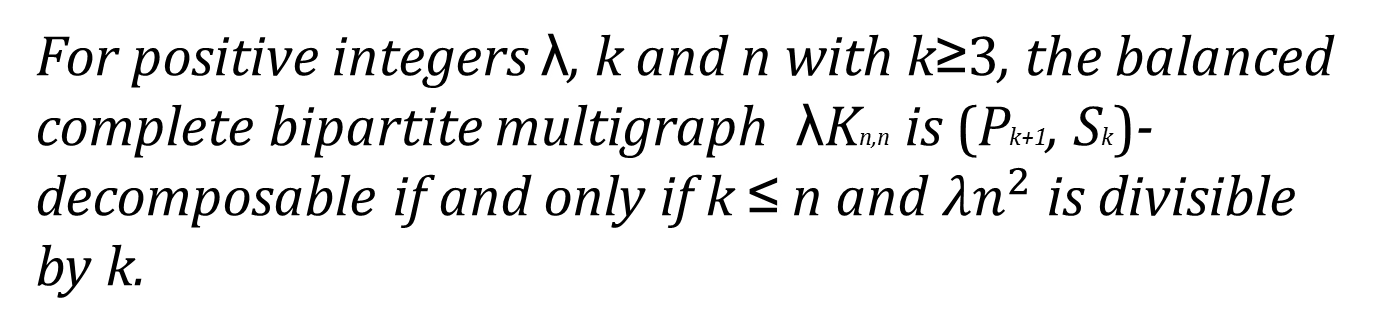 For positive integers λ, k and n with k≥3, the balanced
complete bipartite multigraph λKₙ,ₙ is (Pₖ₊₁, Sₖ)-
decomposable if and only if k ≤ n and λn² is divisible
by k.